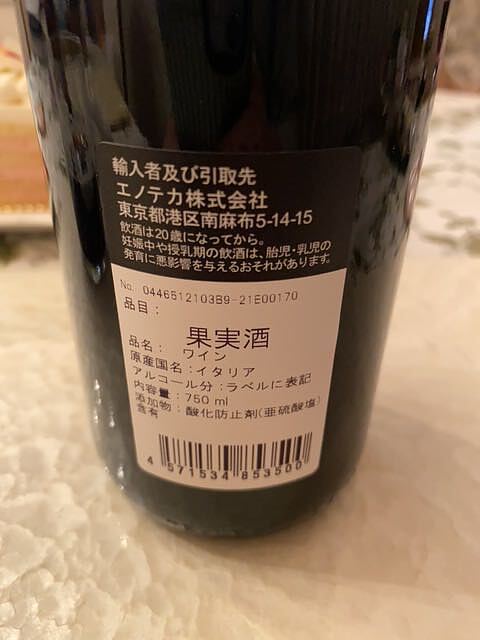 輸入者及び引取先
エノテカ株式会社
東京都港区南麻布5-14-15
飲酒は20歳になってから。
妊娠中や授乳期の飲酒は、胎児・乳児の
発育に悪影響を与えるおそれがあります。
No. 0446512103B9-21E00170
品目：
果実酒
品名： ワイン
原産国名：イタリア
アルコール分：ラベルに表記
内容量：750 ml
添加物：酸化防止剤(亜硫酸塩)
含有
4 571534 853500